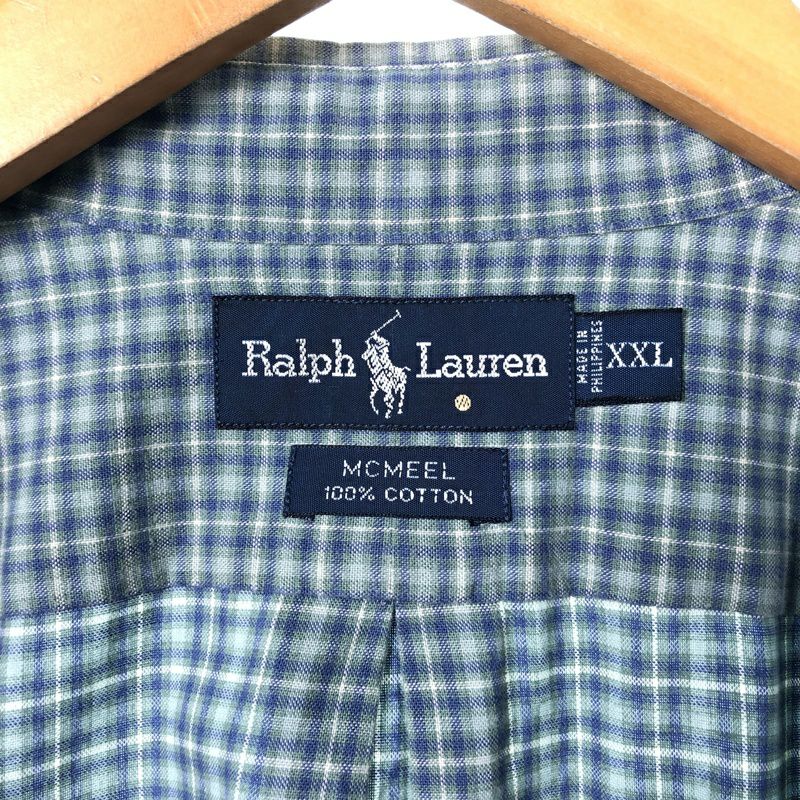 Ralph Lauren
MADE IN
PHILIPPINES
XXL
MCMEEL
100% COTTON